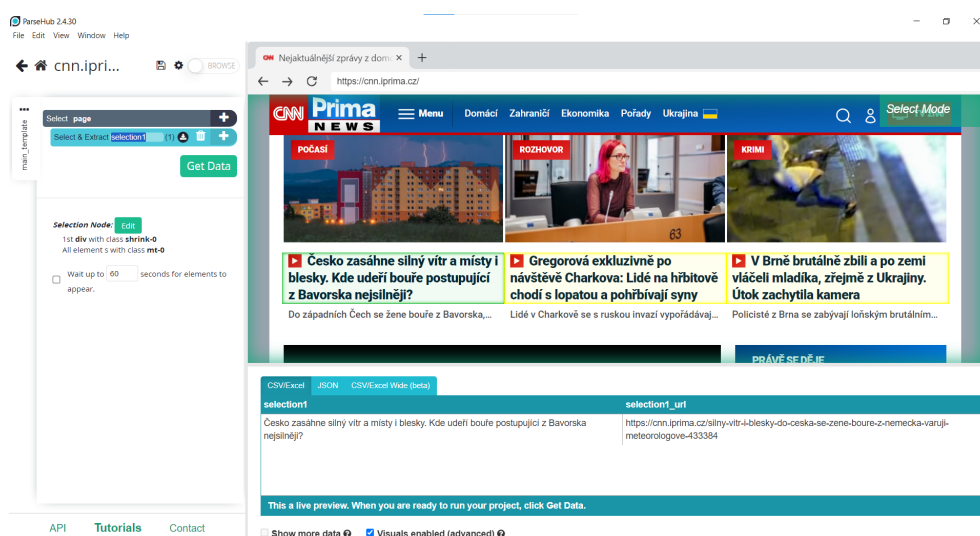 ParseHub 2.4.30
File Edit View Window Help
cnn.ipri...
BROWSE
main_template
Select page
Select & Extract selection1 (1)
Get Data
Selection Node: Edit
1st div with class shrink-0
All element s with class mt-0
Wait up to 60 seconds for elements to
appear.
API Tutorials Contact
Nejaktuálnější zprávy z domo
https://cnn.iprima.cz/
CNN Prima
NEWS
Menu Domácí Zahraničí Ekonomika Pořady Ukrajina
Select Mode
TV živě
POČASÍ
ROZHOVOR
KRIMI
63
Česko zasáhne silný vítr a místy i
blesky. Kde udeří bouře postupující
z Bavorska nejsilněji?
Do západních Čech se žene bouře z Bavorska,...
Gregorová exkluzivně po
návštěvě Charkova: Lidé na hřbitově
chodí s lopatou a pohřbívají syny
Lidé v Charkově se s ruskou invazí vypořádávaj...
V Brně brutálně zbili a po zemi
vláčeli mladíka, zřejmě z Ukrajiny.
Útok zachytila kamera
Policisté z Brna se zabývají loňským brutálním...
PRÁVĚ SE DĚJE
CSV/Excel JSON CSV/Excel Wide (beta)
selection1 selection1_url
Česko zasáhne silný vítr a místy i blesky. Kde udeří bouře postupující z Bavorska
nejsilněji?
https://cnn.iprima.cz/silny-vitr-i-blesky-do-ceska-se-zene-boure-z-nemecka-varuji-
meteorologove-433384
This a live preview. When you are ready to run your project, click Get Data.
Show more data Visuals enabled (advanced)